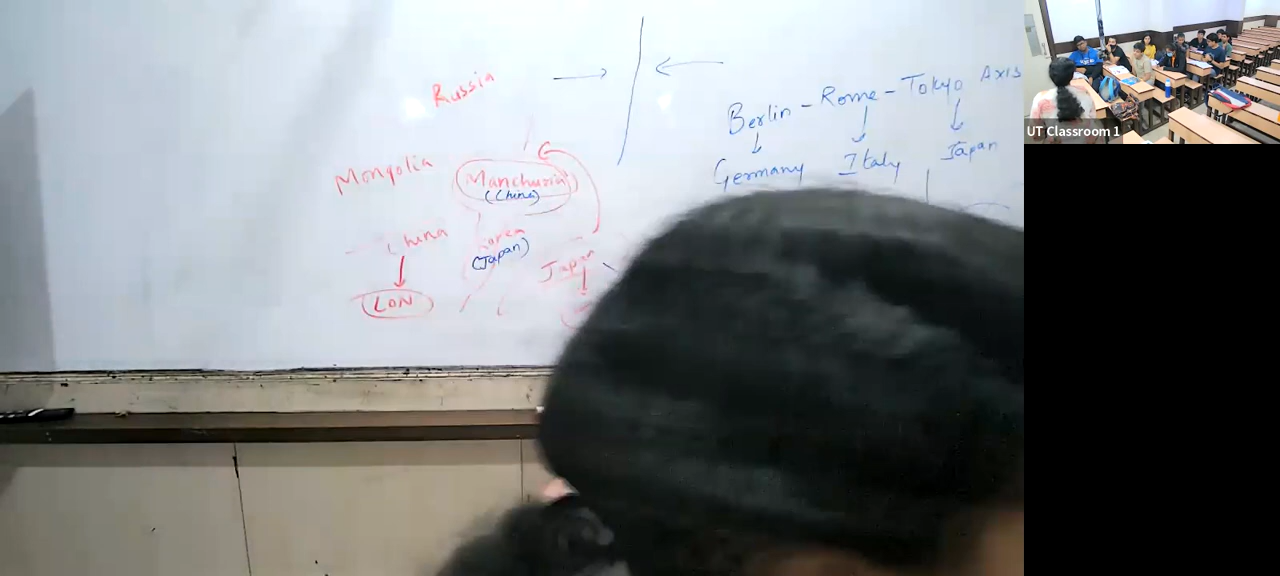 Russia
Berlin - Rome - Tokyo Axis
Germany Italy Japan
Mongolia
Manchuria
(China)
China
Korea
(Japan)
Japan
LON
UT Classroom 1